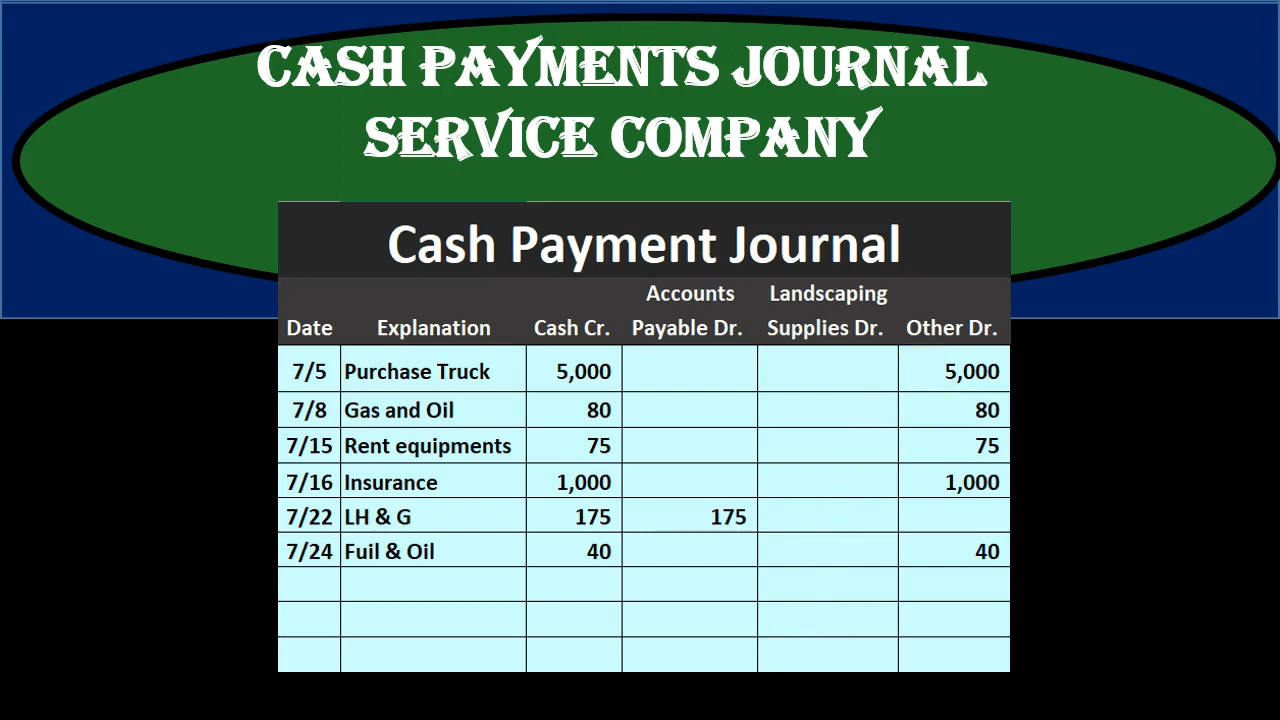 CASH PAYMENTS JOURNAL
SERVICE COMPANY
Cash Payment Journal
Accounts Landscaping
Date Explanation Cash Cr. Payable Dr. Supplies Dr. Other Dr.
7/5 Purchase Truck 5,000 5,000
7/8 Gas and Oil 80 80
7/15 Rent equipments 75 75
7/16 Insurance 1,000 1,000
7/22 LH & G 175 175
7/24 Fuil & Oil 40 40